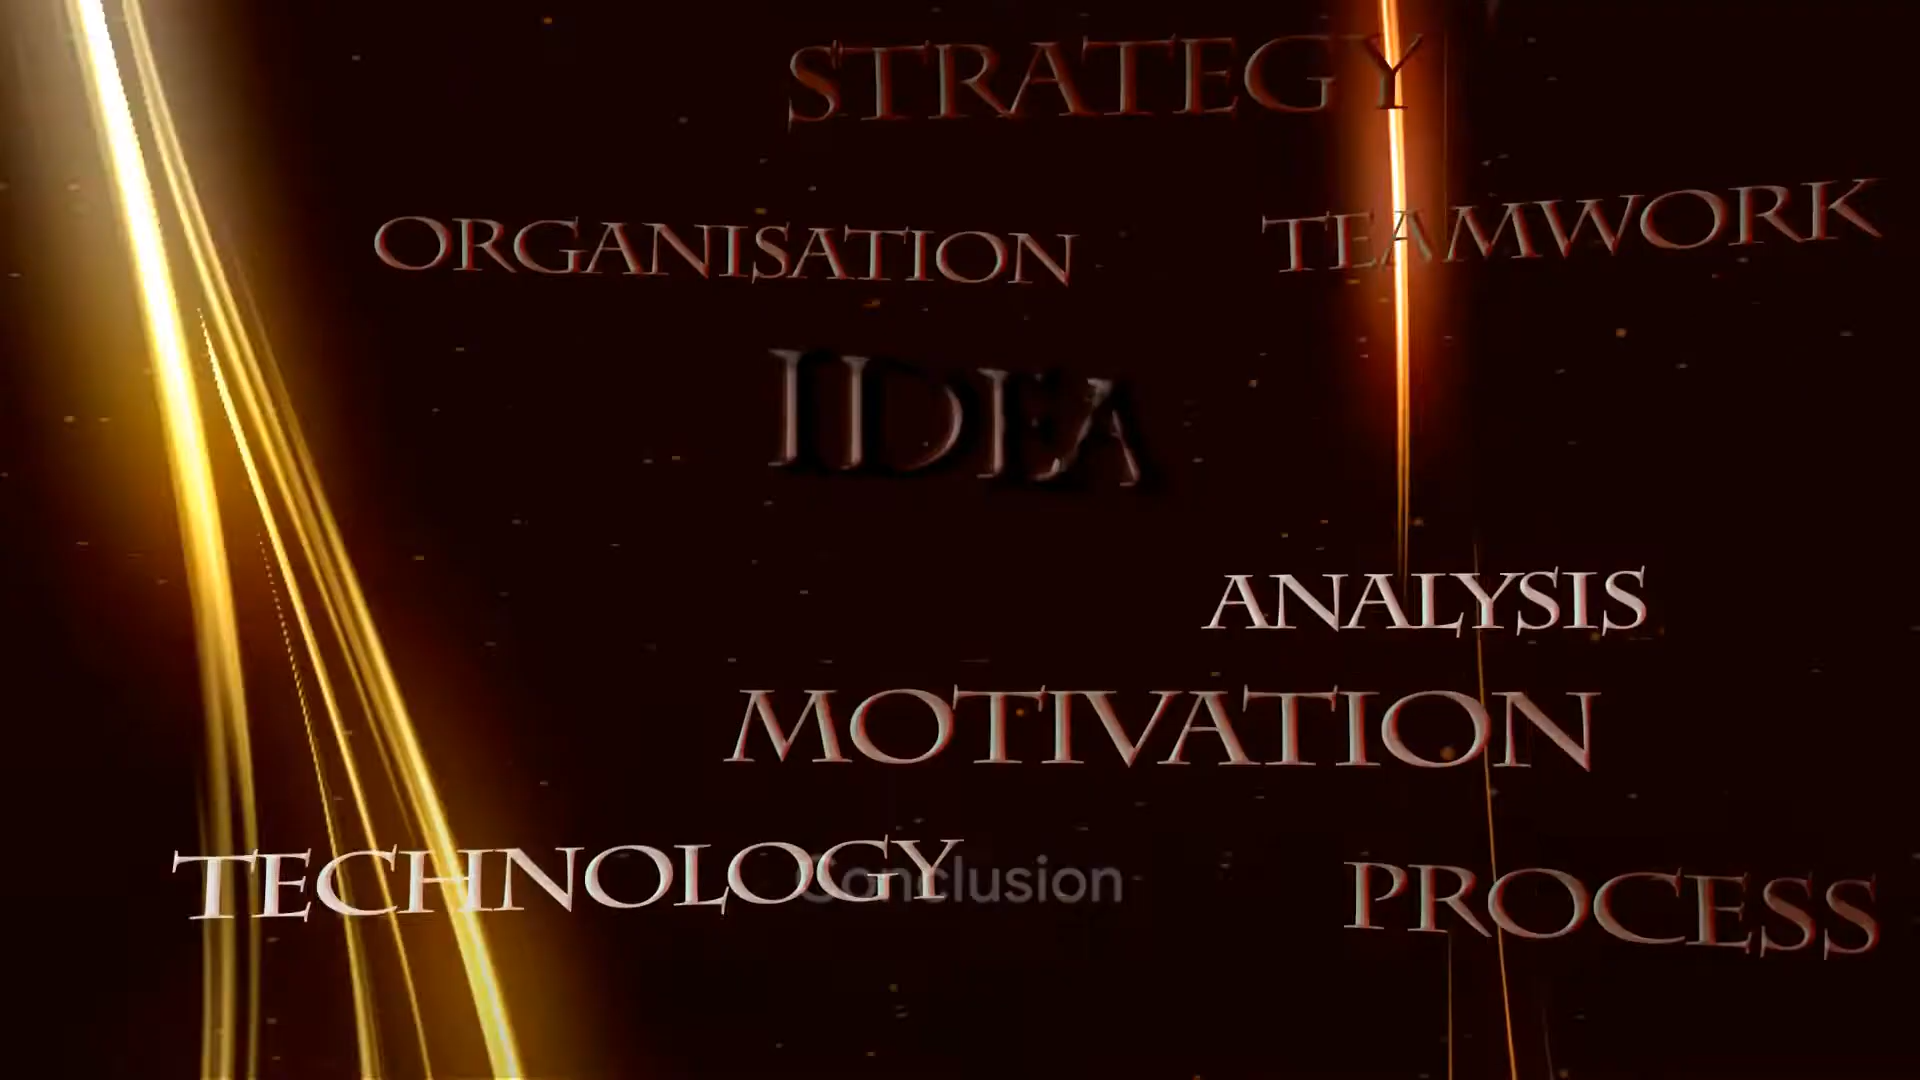 STRATEGY
ORGANISATION
TEAMWORK
IDEA
ANALYSIS
MOTIVATION
TECHNOLOGY
Conclusion
PROCESS